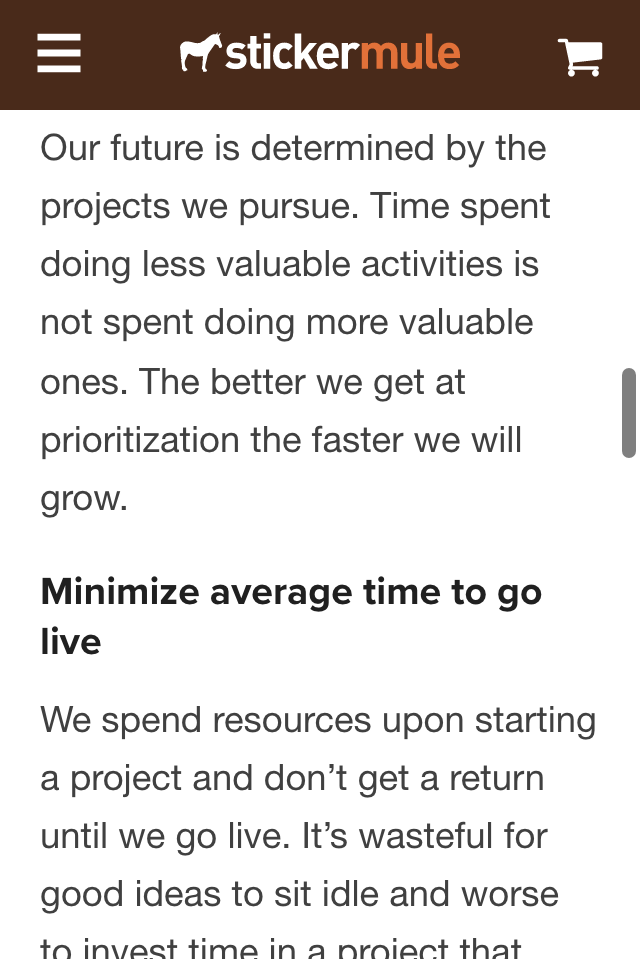 stickermule
Our future is determined by the
projects we pursue. Time spent
doing less valuable activities is
not spent doing more valuable
ones. The better we get at
prioritization the faster we will
grow.
Minimize average time to go
live
We spend resources upon starting
a project and don’t get a return
until we go live. It’s wasteful for
good ideas to sit idle and worse
to invest time in a project that